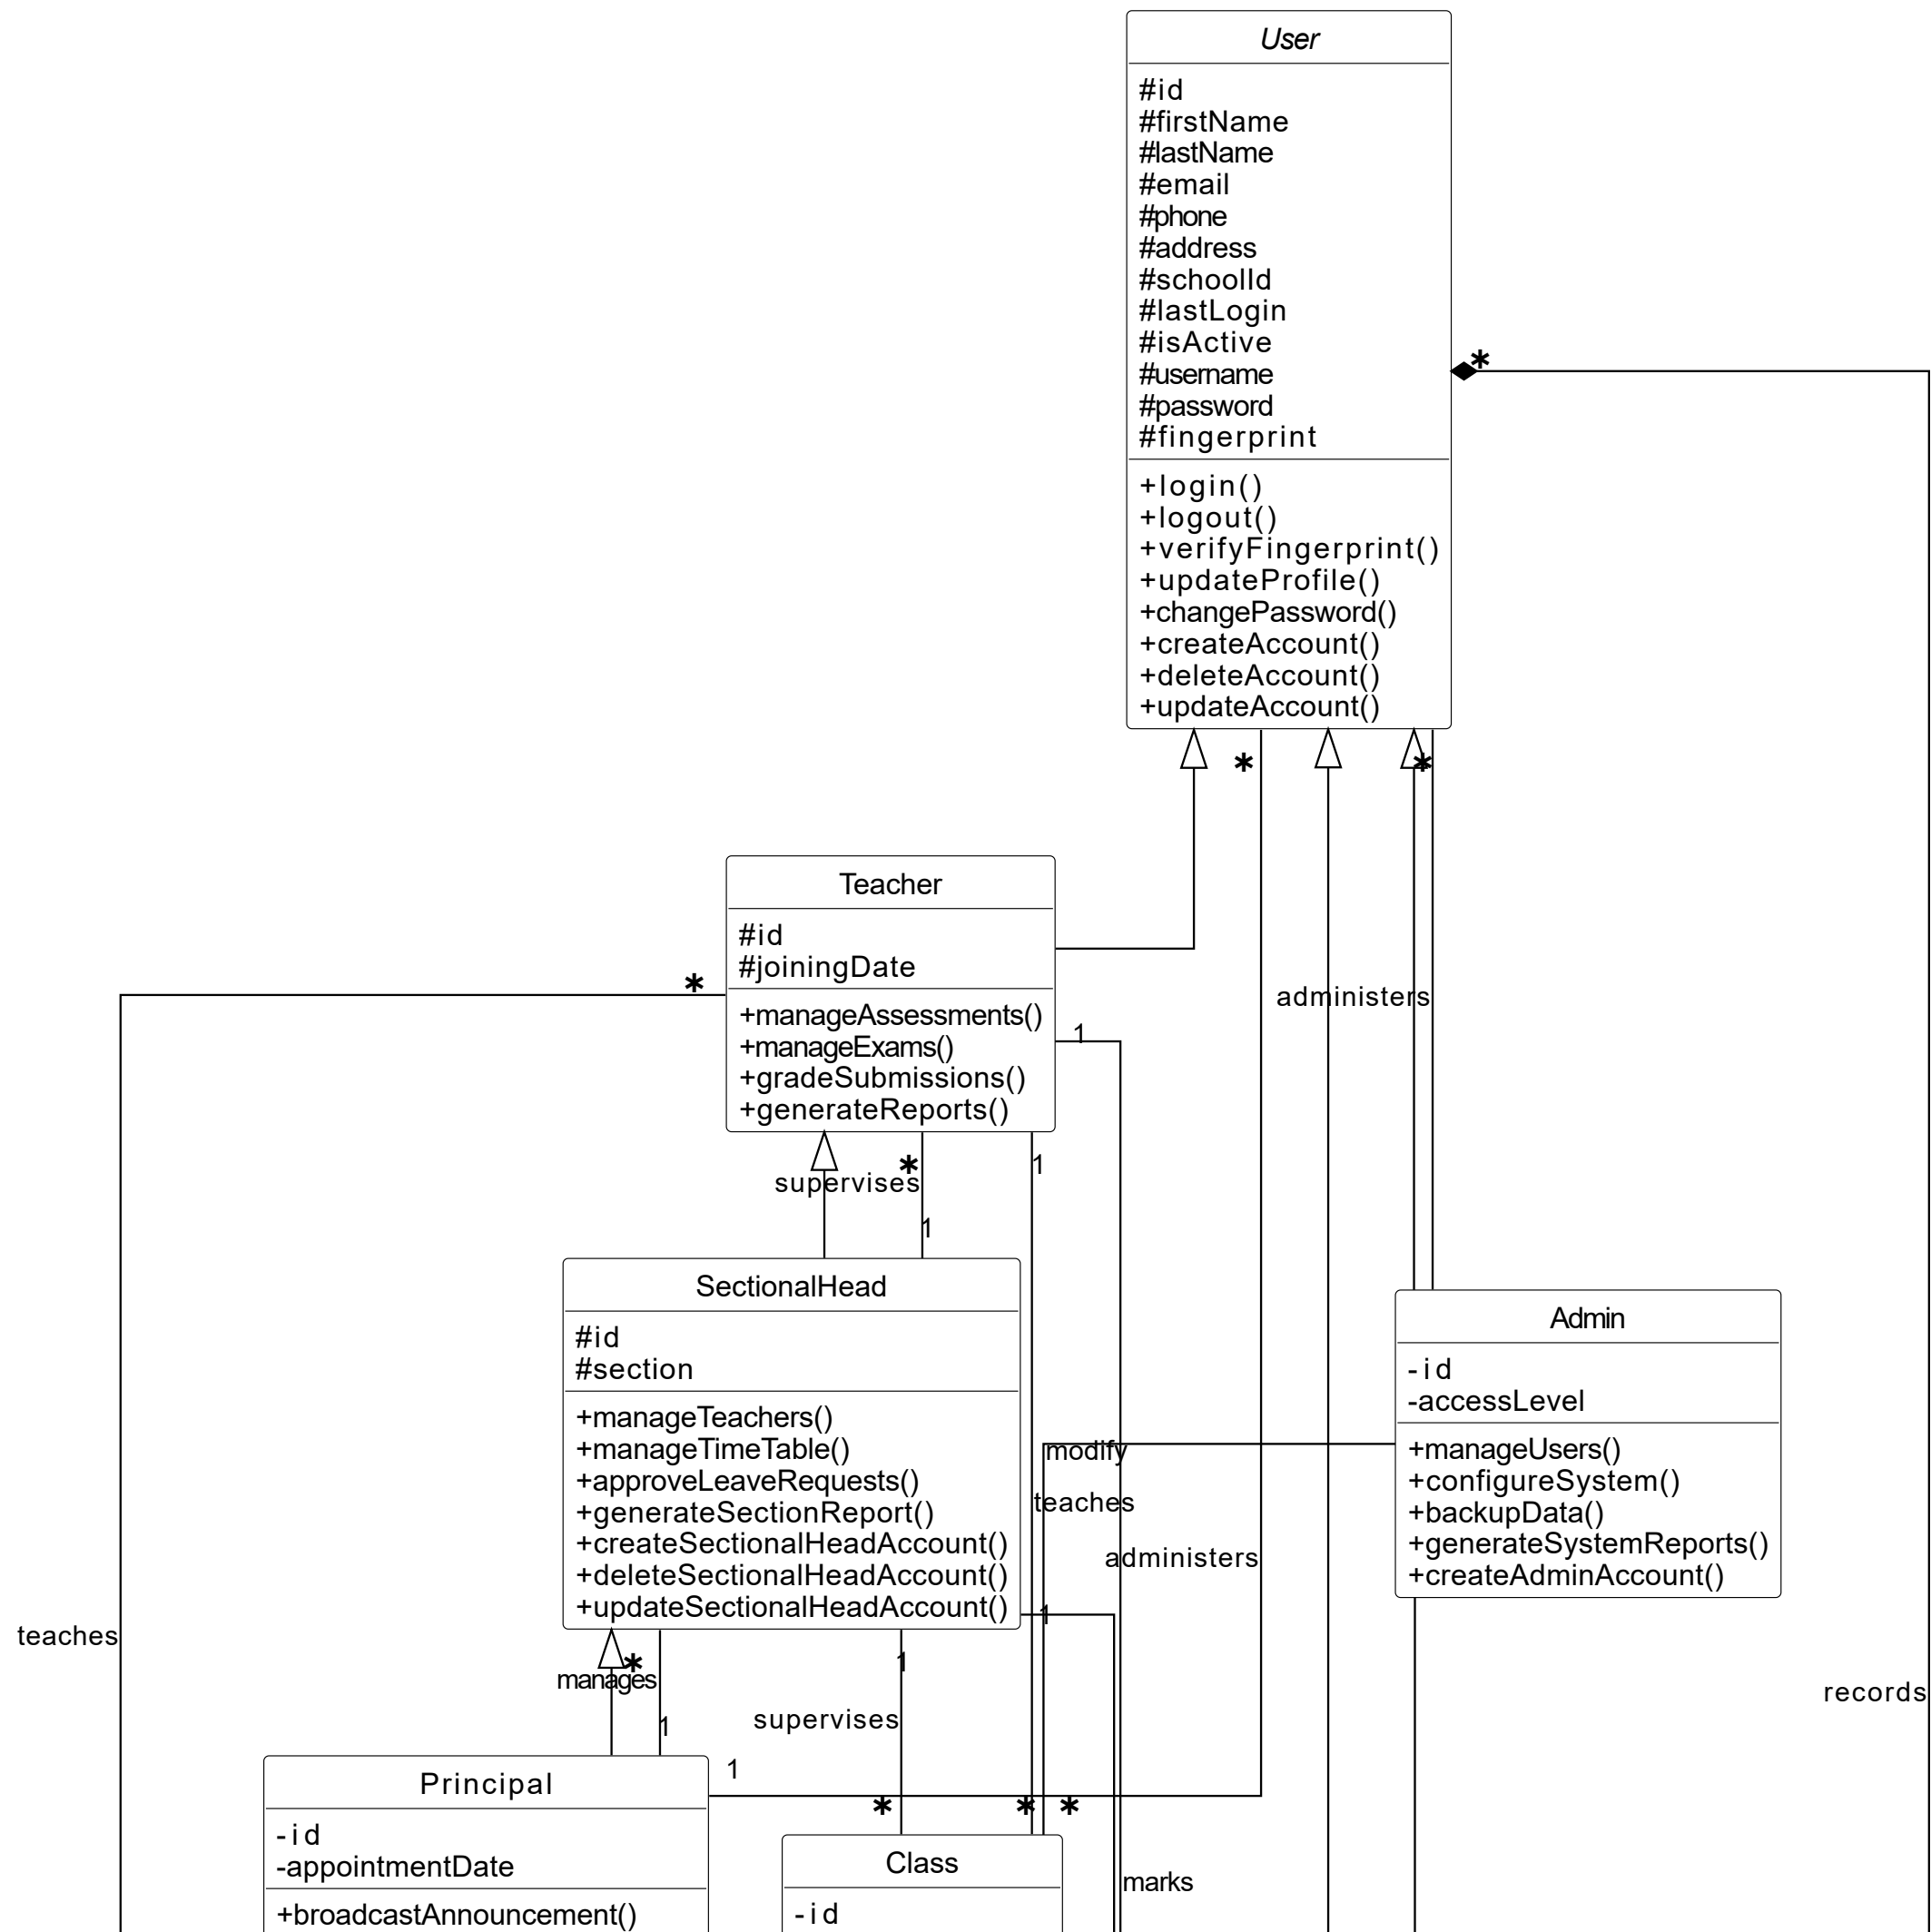 User
#id
#firstName
#lastName
#email
#phone
#address
#schoolId
#lastLogin
#isActive
#username
#password
#fingerprint
+login()
+logout()
+verifyFingerprint()
+updateProfile()
+changePassword()
+createAccount()
+deleteAccount()
+updateAccount()
*
*
*
Teacher
#id
#joiningDate
+manageAssessments()
+manageExams()
+gradeSubmissions()
+generateReports()
*
1
administers
*
1
supervises
1
SectionalHead
#id
#section
+manageTeachers()
+manageTimeTable()
+approveLeaveRequests()
+generateSectionReport()
+createSectionalHeadAccount()
+deleteSectionalHeadAccount()
+updateSectionalHeadAccount()
Admin
-id
-accessLevel
+manageUsers()
+configureSystem()
+backupData()
+generateSystemReports()
+createAdminAccount()
modify
teaches
administers
1
teaches
*
manages
1
1
supervises
records
1
* * *
Principal
-id
-appointmentDate
+broadcastAnnouncement()
Class
-id
marks